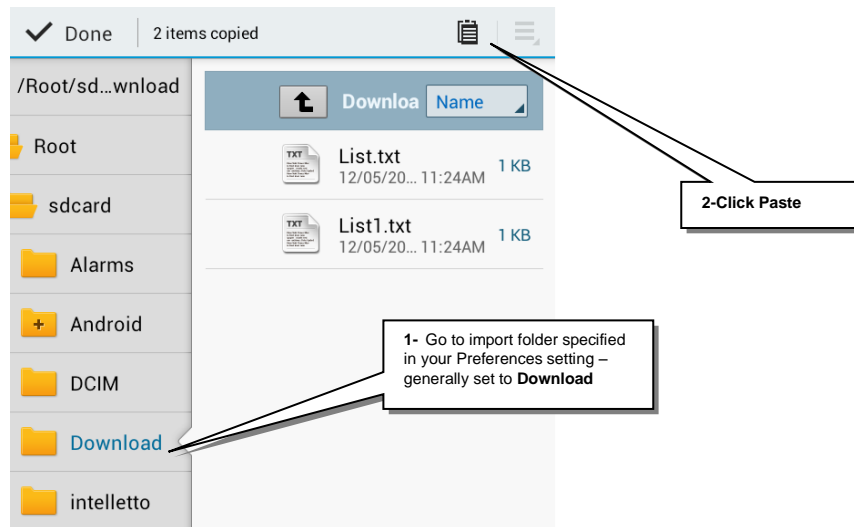 Done 2 items copied
/Root/sd...wnload
Downloa Name
Root
List.txt
12/05/20... 11:24AM 1 KB
sdcard
2-Click Paste
List1.txt
12/05/20... 11:24AM 1 KB
Alarms
Android
1- Go to import folder specified
in your Preferences setting –
generally set to Download
DCIM
Download
intelletto